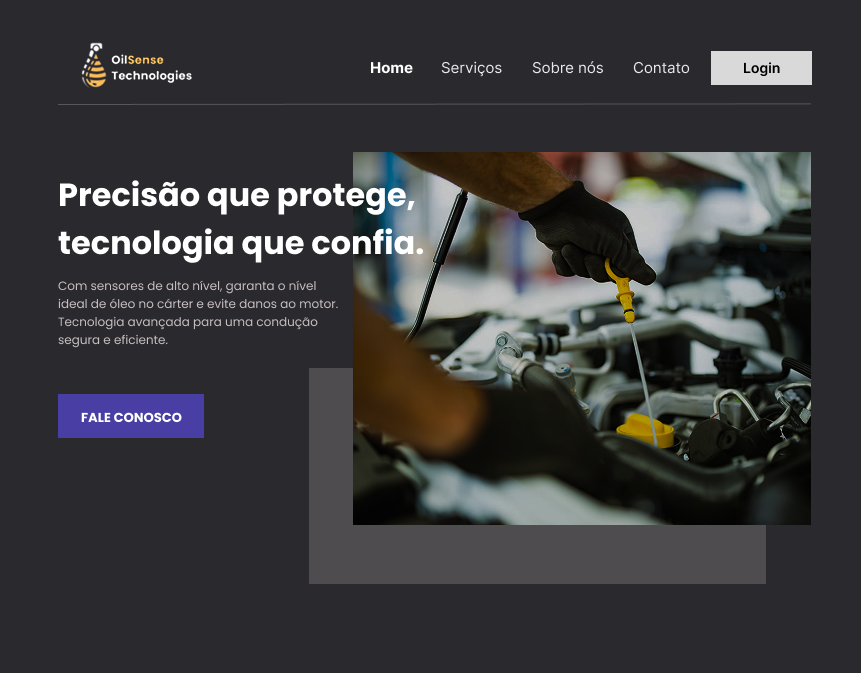 OilSense
Technologies
Home
Serviços
Sobre nós
Contato
Login
Precisão que protege,
tecnologia que confia.
Com sensores de alto nível, garanta o nível
ideal de óleo no cárter e evite danos ao motor.
Tecnologia avançada para uma condução
segura e eficiente.
FALE CONOSCO